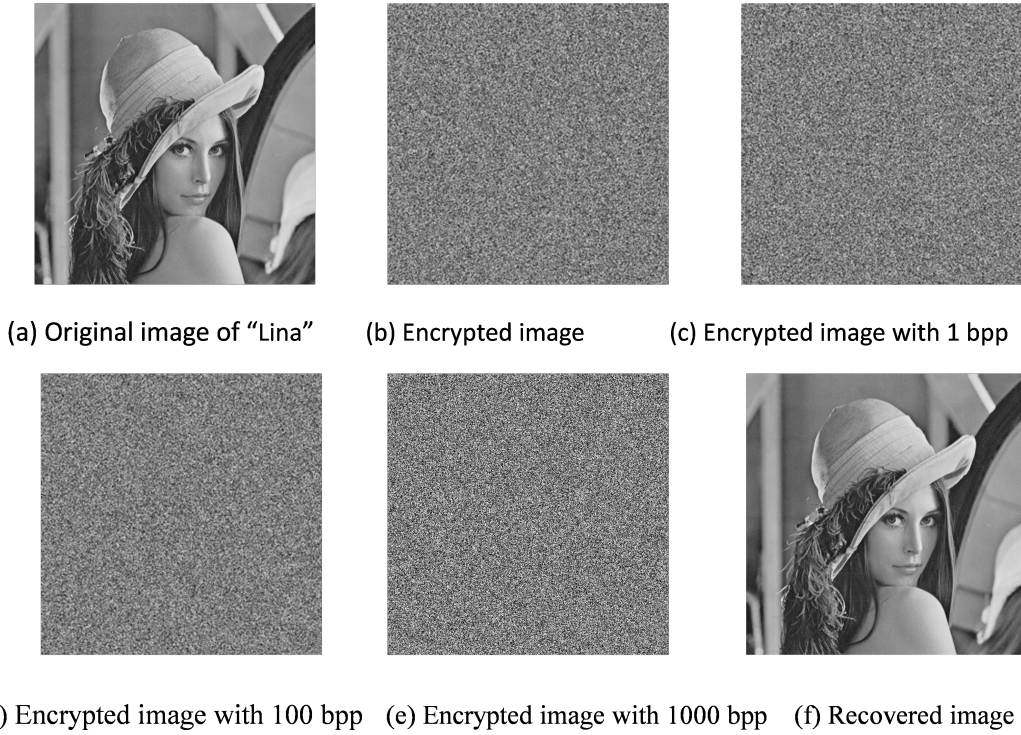 (a) Original image of “Lina”
(b) Encrypted image
(c) Encrypted image with 1 bpp
) Encrypted image with 100 bpp
(e) Encrypted image with 1000 bpp
(f) Recovered image